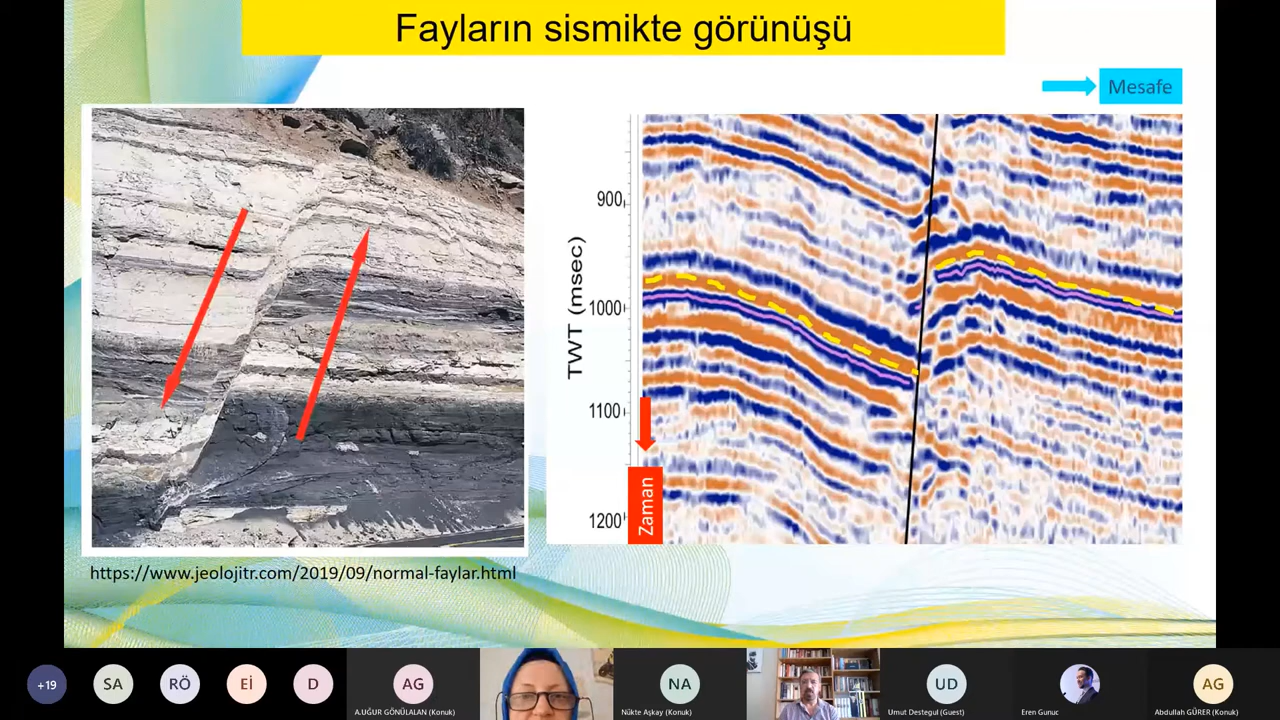 Fayların sismikte görünüşü
Mesafe
900
1000
1100
1200
TWT (msec)
Zaman
https://www.jeolojitr.com/2019/09/normal-faylar.html
+19
SA
RÖ
Eİ
D
AG
A.UĞUR GÖNÜLALAN (Konuk)
NA
Nükte Aşkay (Konuk)
UD
Umut Destegul (Guest)
Eren Gunuc
AG
Abdullah GÜRER (Konuk)